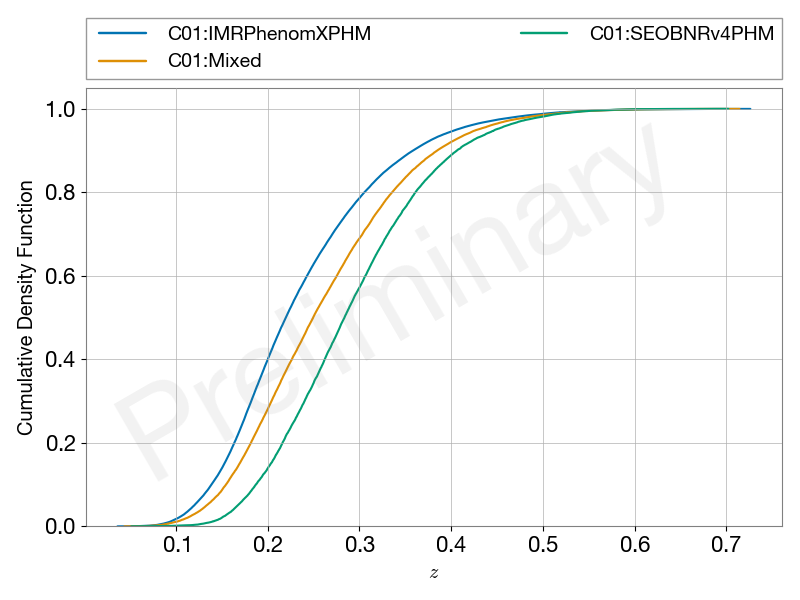 C01:IMRPhenomXPHM
C01:Mixed
C01:SEOBNRv4PHM
Cumulative Density Function
1.0
0.8
0.6
0.4
0.2
0.0
Preliminary
0.1 0.2 0.3 0.4 0.5 0.6 0.7
z